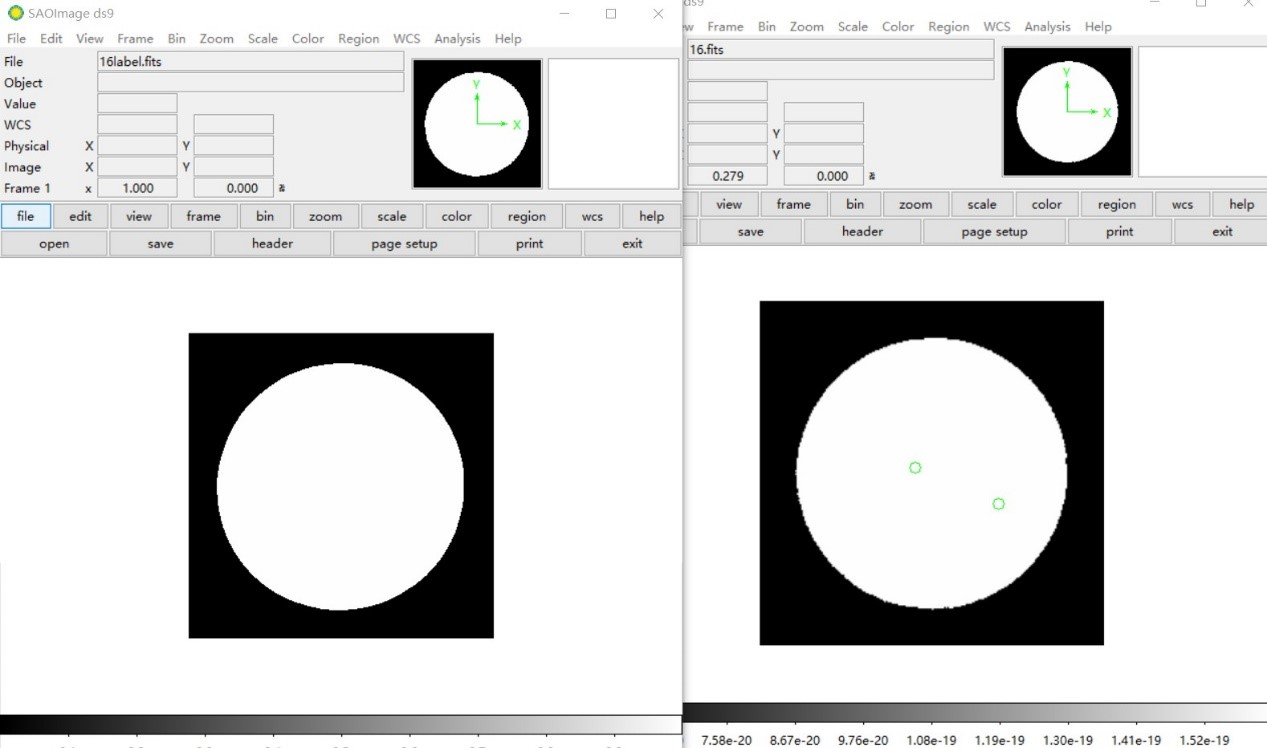 SAOImage ds9
File Edit View Frame Bin Zoom Scale Color Region WCS Analysis Help
File 16label.fits
Object
Value
WCS
Physical X Y
Image X Y
Frame 1 x 1.000 0.000
file edit view frame bin zoom scale color region wcs help
open save header page setup print exit
Y
X
ds9
Frame Bin Zoom Scale Color Region WCS Analysis Help
16.fits
Y
Y
0.279 0.000
view frame bin zoom scale color region wcs help
save header page setup print exit
Y
X
7.58e-20 8.67e-20 9.76e-20 1.08e-19 1.19e-19 1.30e-19 1.41e-19 1.52e-19